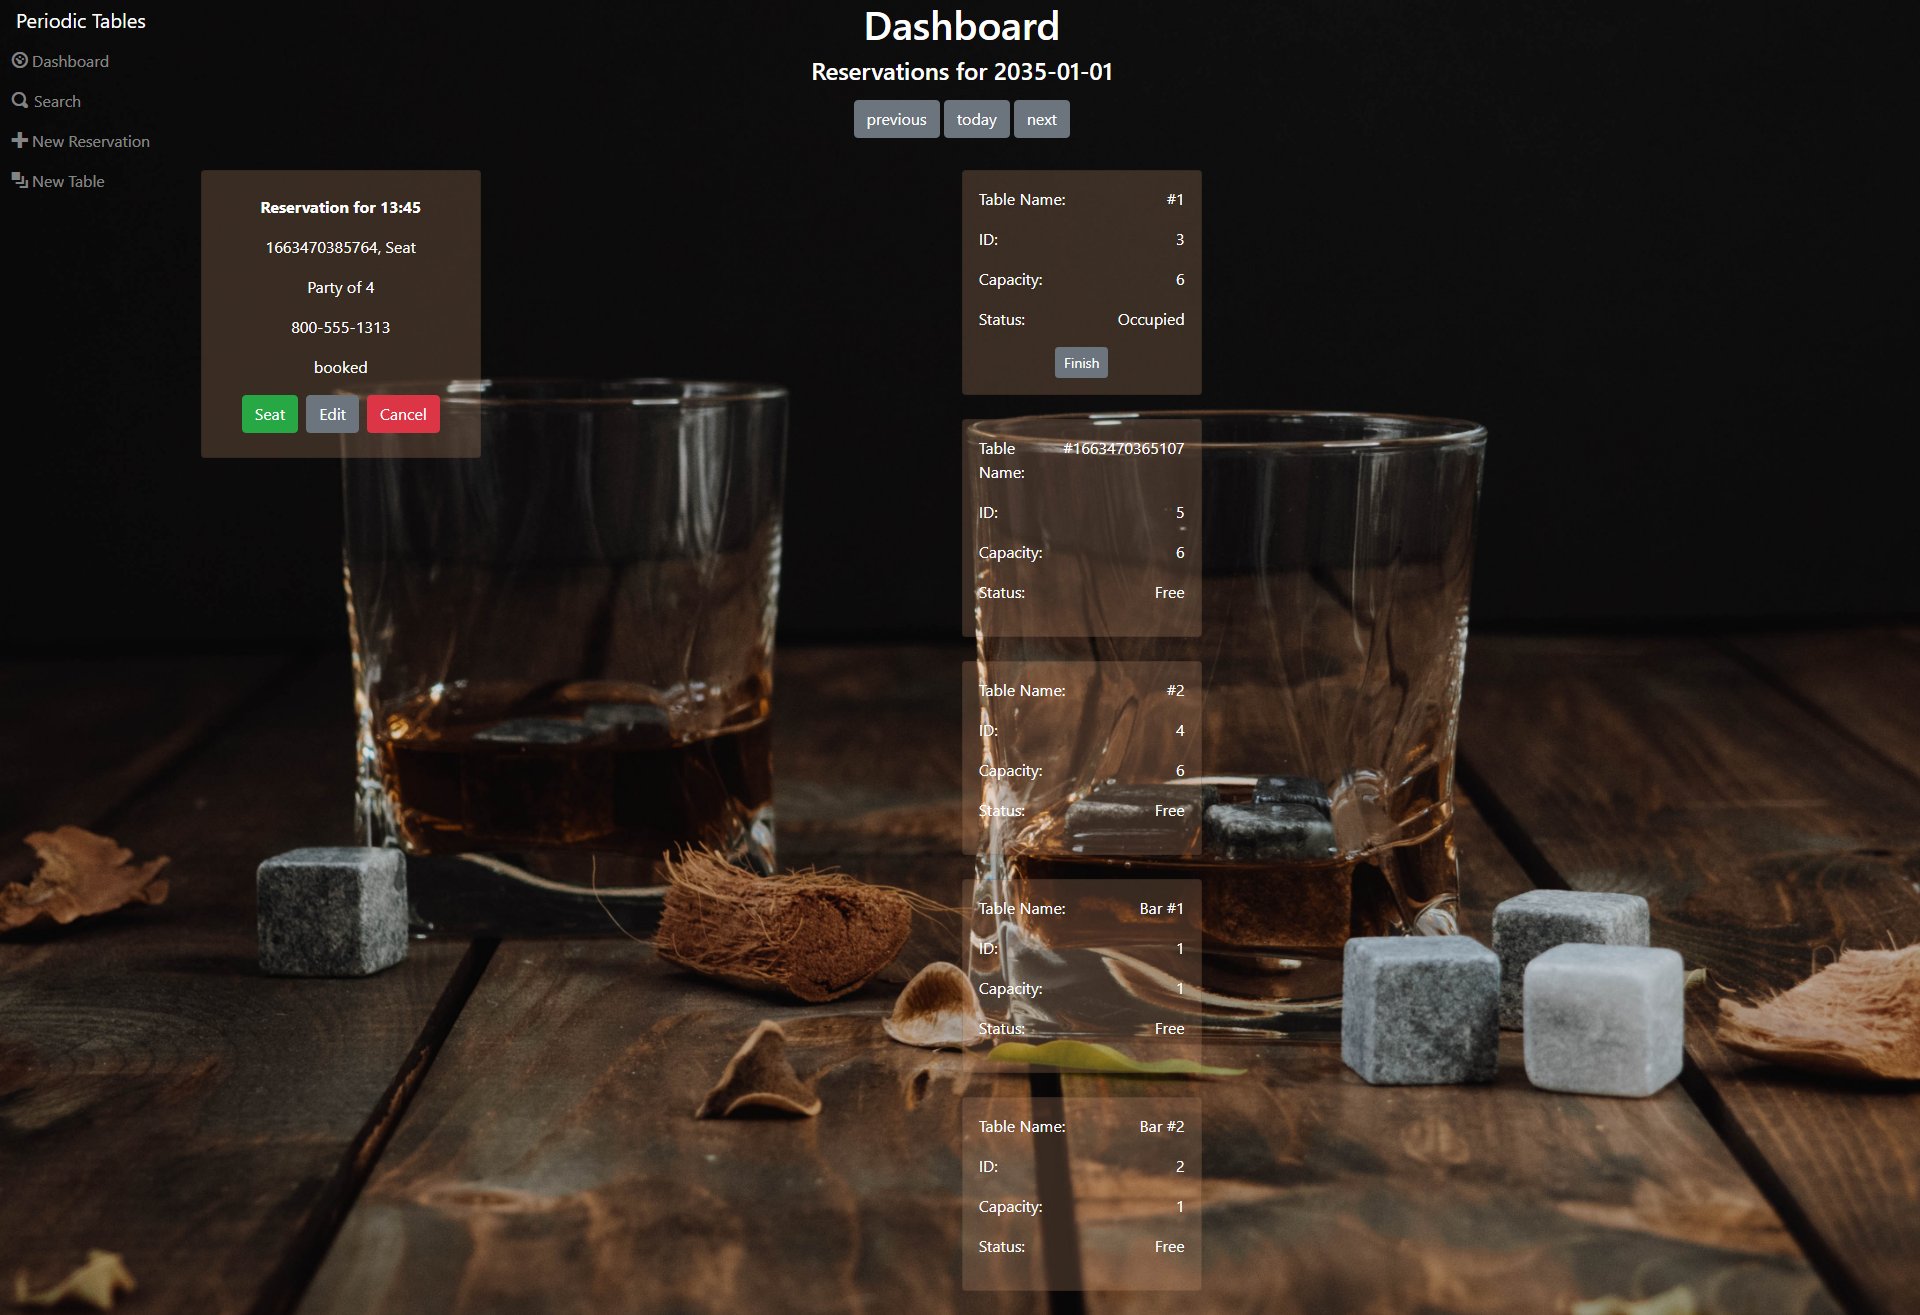 Periodic Tables
Dashboard
Search
New Reservation
New Table
Dashboard
Reservations for 2035-01-01
previous today next
Reservation for 13:45
1663470385764, Seat
Party of 4
800-555-1313
booked
Seat Edit Cancel
Table Name: #1
ID: 3
Capacity: 6
Status: Occupied
Finish
Table #1663470365107
Name:
ID: 5
Capacity: 6
Status: Free
Table Name: #2
ID: 4
Capacity: 6
Status: Free
Table Name: Bar #1
ID: 1
Capacity: 1
Status: Free
Table Name: Bar #2
ID: 2
Capacity: 1
Status: Free